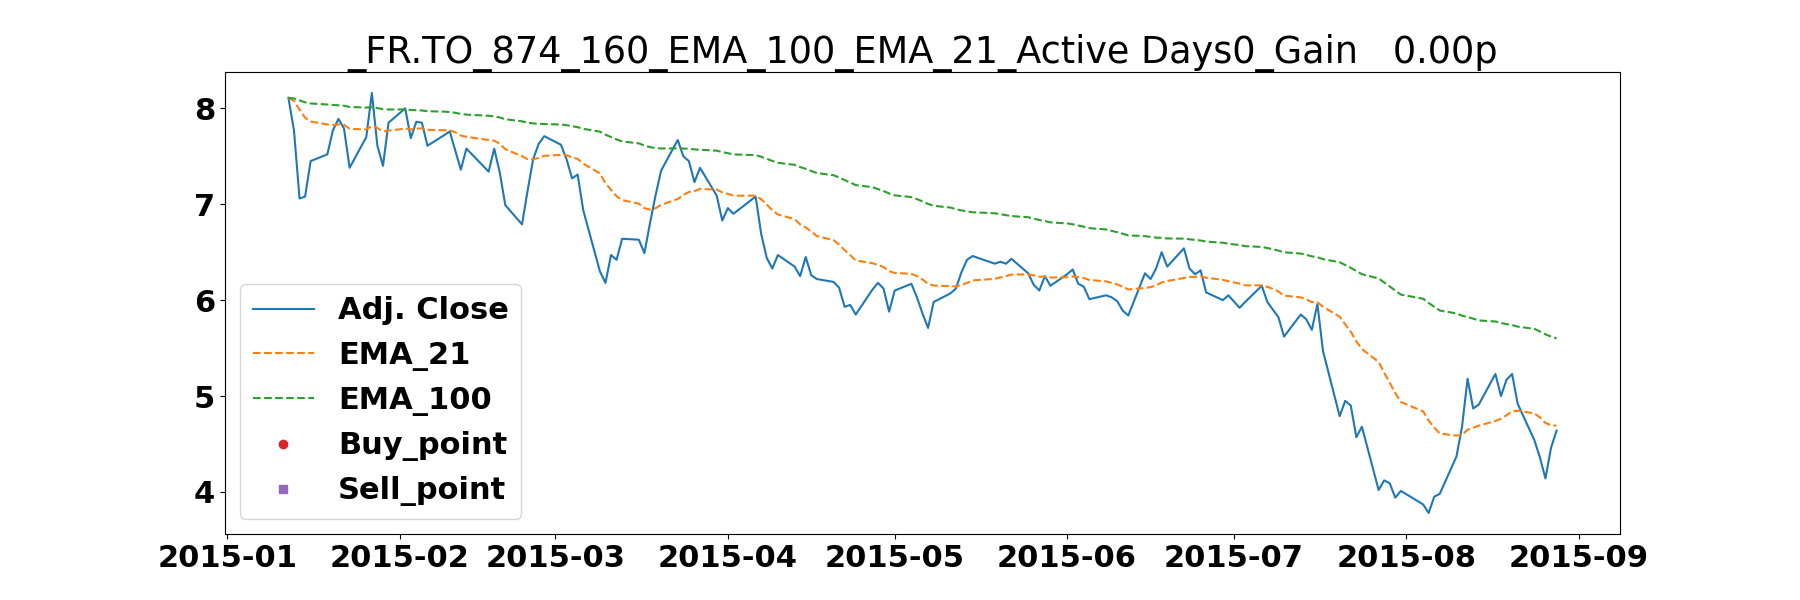 _FR.TO_874_160_EMA_100_EMA_21_Active Days0_Gain   0.00p
8
7
6
5
4
Adj. Close
EMA_21
EMA_100
Buy_point
Sell_point
2015-01 2015-02 2015-03 2015-04 2015-05 2015-06 2015-07 2015-08 2015-09